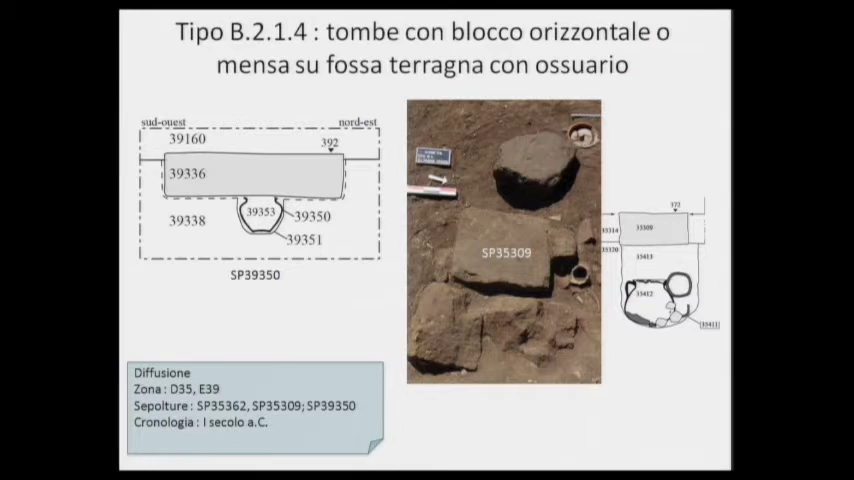 Tipo B.2.1.4 : tombe con blocco orizzontale o
mensa su fossa terragna con ossuario
sud-ouest
nord-est
39160
392
39336
39353
39350
39338
39351
SP39350
SP35309
372
35314
35309
35330
35413
35412
35411
Diffusione
Zona : D35, E39
Sepolture : SP35362, SP35309; SP39350
Cronologia : I secolo a.C.